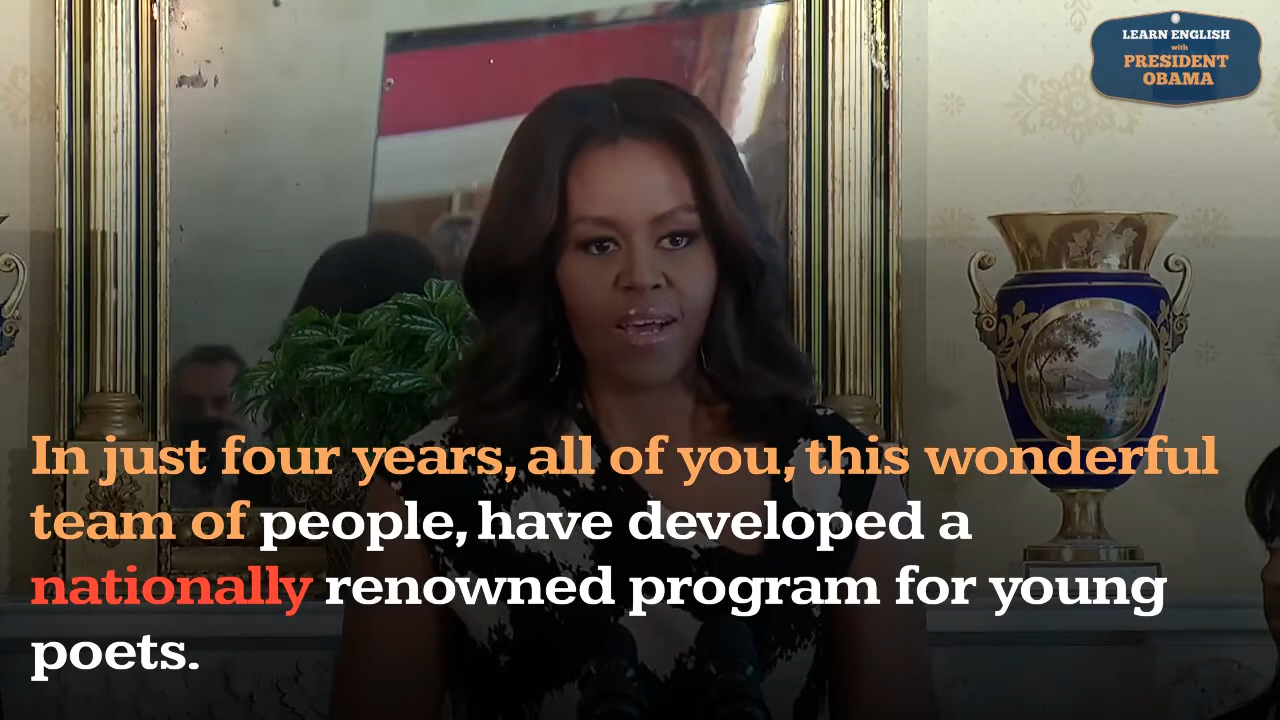 LEARN ENGLISH
with
PRESIDENT
OBAMA
In just four years, all of you, this wonderful
team of people, have developed a
nationally renowned program for young
poets.